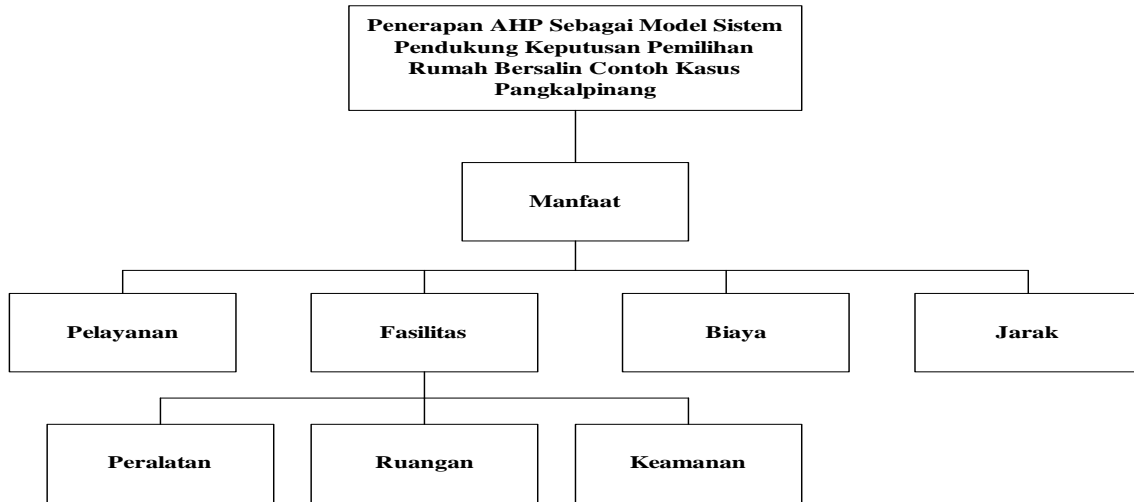 Penerapan AHP Sebagai Model Sistem
Pendukung Keputusan Pemilihan
Rumah Bersalin Contoh Kasus
Pangkalpinang
Manfaat
Pelayanan
Fasilitas
Biaya
Jarak
Peralatan
Ruangan
Keamanan